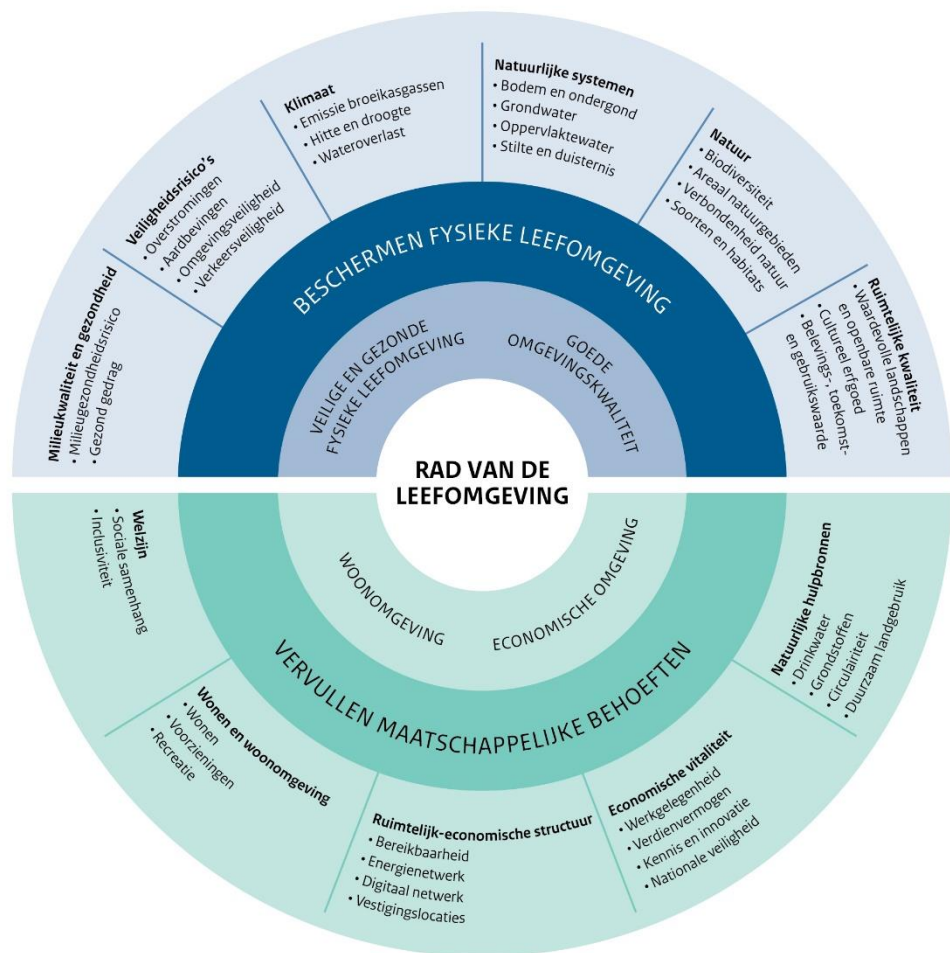 RAD VAN DE
LEEFOMGEVING
BESCHERMEN FYSIEKE LEEFOMGEVING
VEILIGE EN GEZONDE
FYSIEKE LEEFOMGEVING
GOEDE
OMGEVINGSKWALITEIT
Milieukwaliteit en gezondheid
• Milieugezondheidsrisico
• Gezond gedrag
Veiligheidsrisico's
• Overstromingen
• Aardbevingen
• Omgevingsveiligheid
• Verkeersveiligheid
Klimaat
• Emissie broeikasgassen
• Hitte en droogte
• Wateroverlast
Natuurlijke systemen
• Bodem en ondergond
• Grondwater
• Oppervlaktewater
• Stilte en duisternis
Natuur
• Biodiversiteit
• Areaal natuurgebieden
• Verbondenheid natuur
• Soorten en habitats
Ruimtelijke kwaliteit
• Waardevolle landschappen
en openbare ruimte
• Cultureel erfgoed
• Belevings-, toekomst-
en gebruikswaarde
VERVULLEN MAATSCHAPPELIJKE BEHOEFTEN
WOONOMGEVING
ECONOMISCHE OMGEVING
Welzijn
• Sociale samenhang
• Inclusiviteit
Wonen en woonomgeving
• Wonen
• Voorzieningen
• Recreatie
Ruimtelijk-economische structuur
• Bereikbaarheid
• Energienetwerk
• Digitaal netwerk
• Vestigingslocaties
Economische vitaliteit
• Werkgelegenheid
• Verdienvermogen
• Kennis en innovatie
• Nationale veiligheid
Natuurlijke hulpbronnen
• Drinkwater
• Grondstoffen
• Circulairiteit
• Duurzaam landgebruik